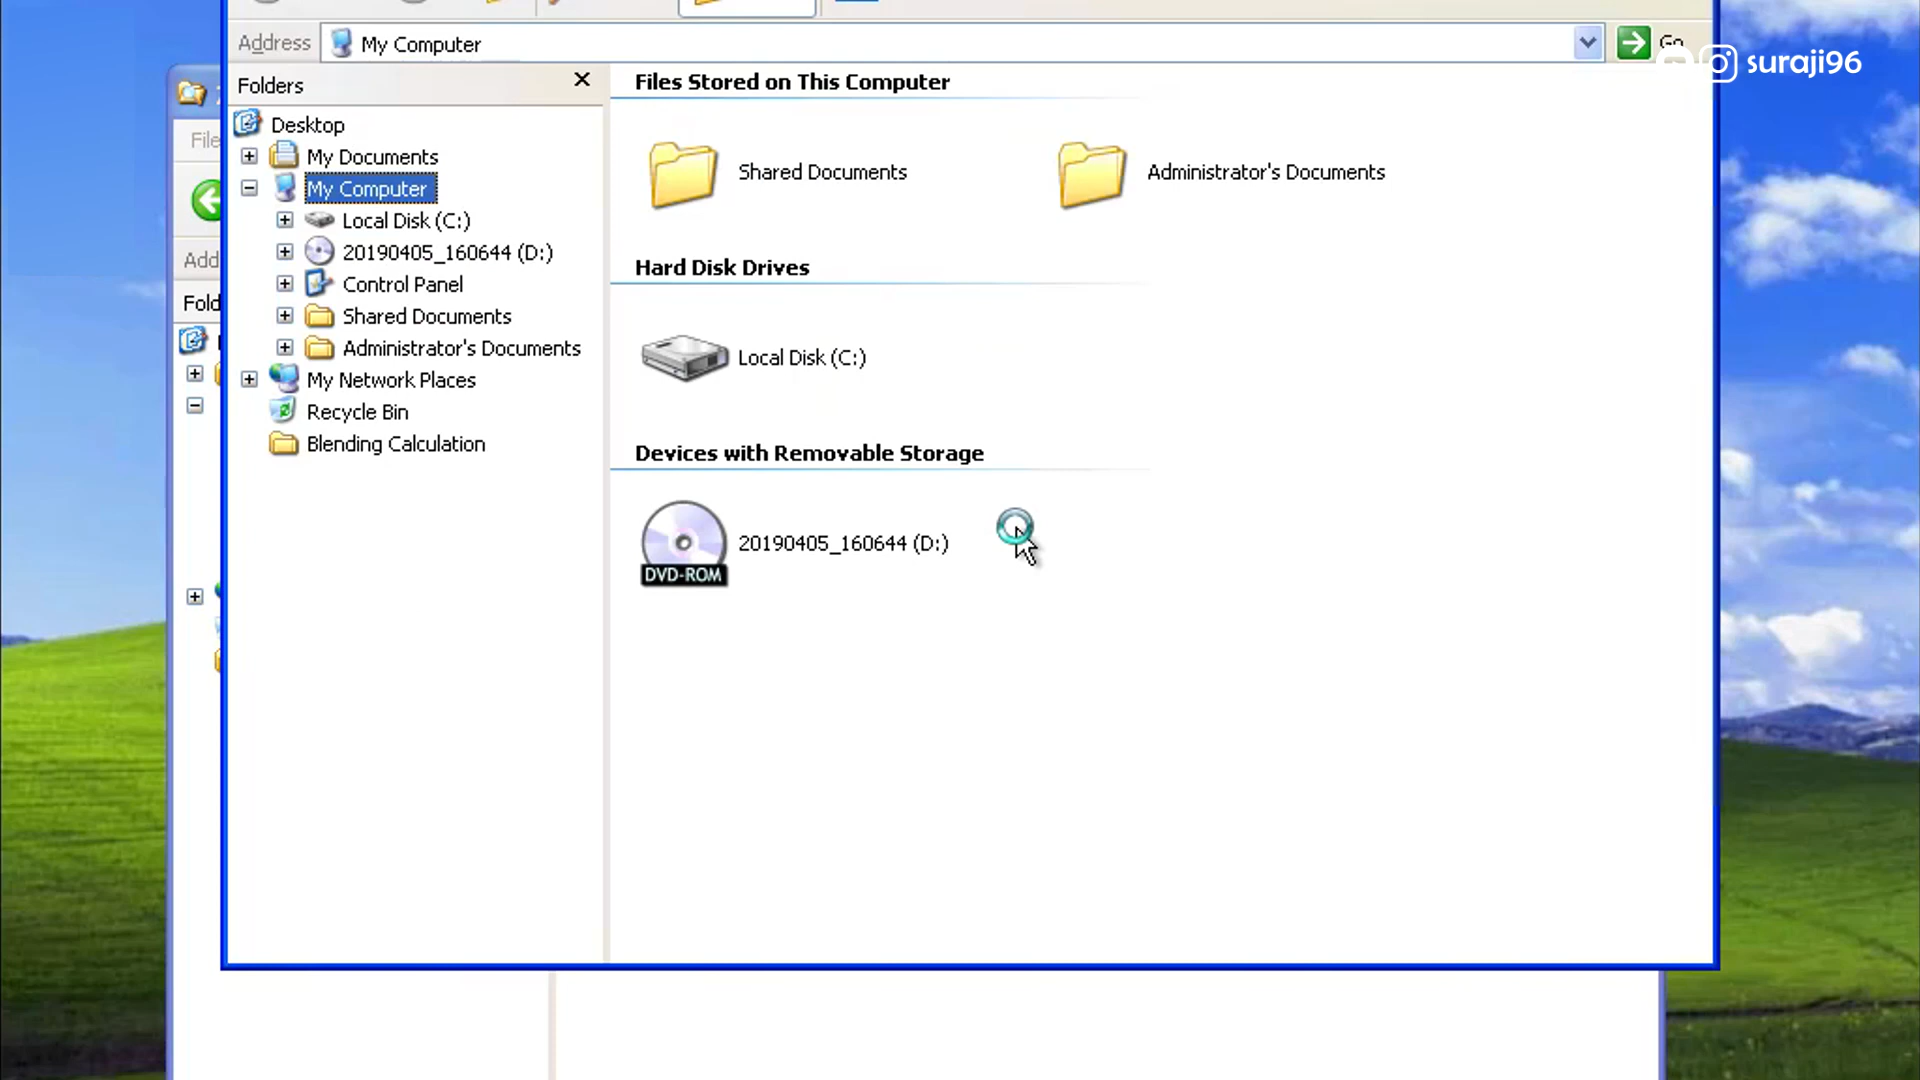 Address My Computer Go
suraji96
Folders
Files Stored on This Computer
Desktop
My Documents
My Computer
Local Disk (C:)
20190405_160644 (D:)
Control Panel
Shared Documents
Administrator's Documents
My Network Places
Recycle Bin
Blending Calculation
Shared Documents
Administrator's Documents
Hard Disk Drives
Local Disk (C:)
Devices with Removable Storage
DVD-ROM
20190405_160644 (D:)
File
Add
Fold